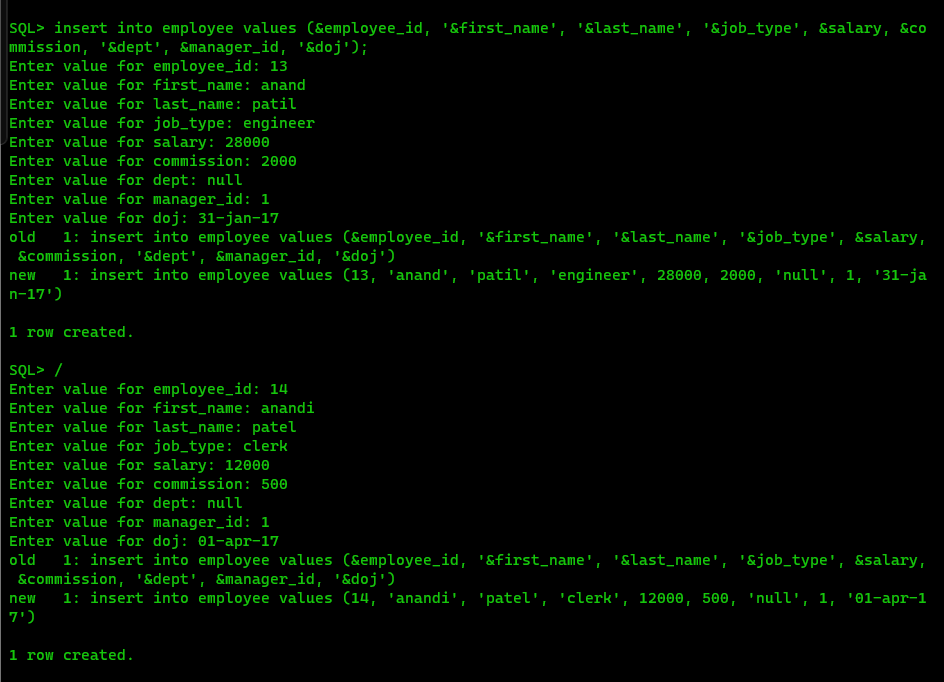 SQL> insert into employee values (&employee_id, '&first_name', '&last_name', '&job_type', &salary, &co
mmission, '&dept', &manager_id, '&doj');
Enter value for employee_id: 13
Enter value for first_name: anand
Enter value for last_name: patil
Enter value for job_type: engineer
Enter value for salary: 28000
Enter value for commission: 2000
Enter value for dept: null
Enter value for manager_id: 1
Enter value for doj: 31-jan-17
old   1: insert into employee values (&employee_id, '&first_name', '&last_name', '&job_type', &salary,
 &commission, '&dept', &manager_id, '&doj')
new   1: insert into employee values (13, 'anand', 'patil', 'engineer', 28000, 2000, 'null', 1, '31-ja
n-17')

1 row created.

SQL> /
Enter value for employee_id: 14
Enter value for first_name: anandi
Enter value for last_name: patel
Enter value for job_type: clerk
Enter value for salary: 12000
Enter value for commission: 500
Enter value for dept: null
Enter value for manager_id: 1
Enter value for doj: 01-apr-17
old   1: insert into employee values (&employee_id, '&first_name', '&last_name', '&job_type', &salary,
 &commission, '&dept', &manager_id, '&doj')
new   1: insert into employee values (14, 'anandi', 'patel', 'clerk', 12000, 500, 'null', 1, '01-apr-1
7')

1 row created.